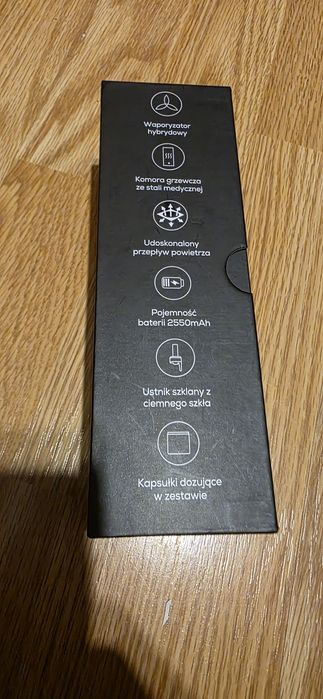 Waporyzator
hybrydowy
Komora grzewcza
ze stali medycznej
Udoskonalony
przepływ powietrza
Pojemność
baterii 2550mAh
Ustnik szklany z
ciemnego szkła
Kapsułki dozujące
w zestawie